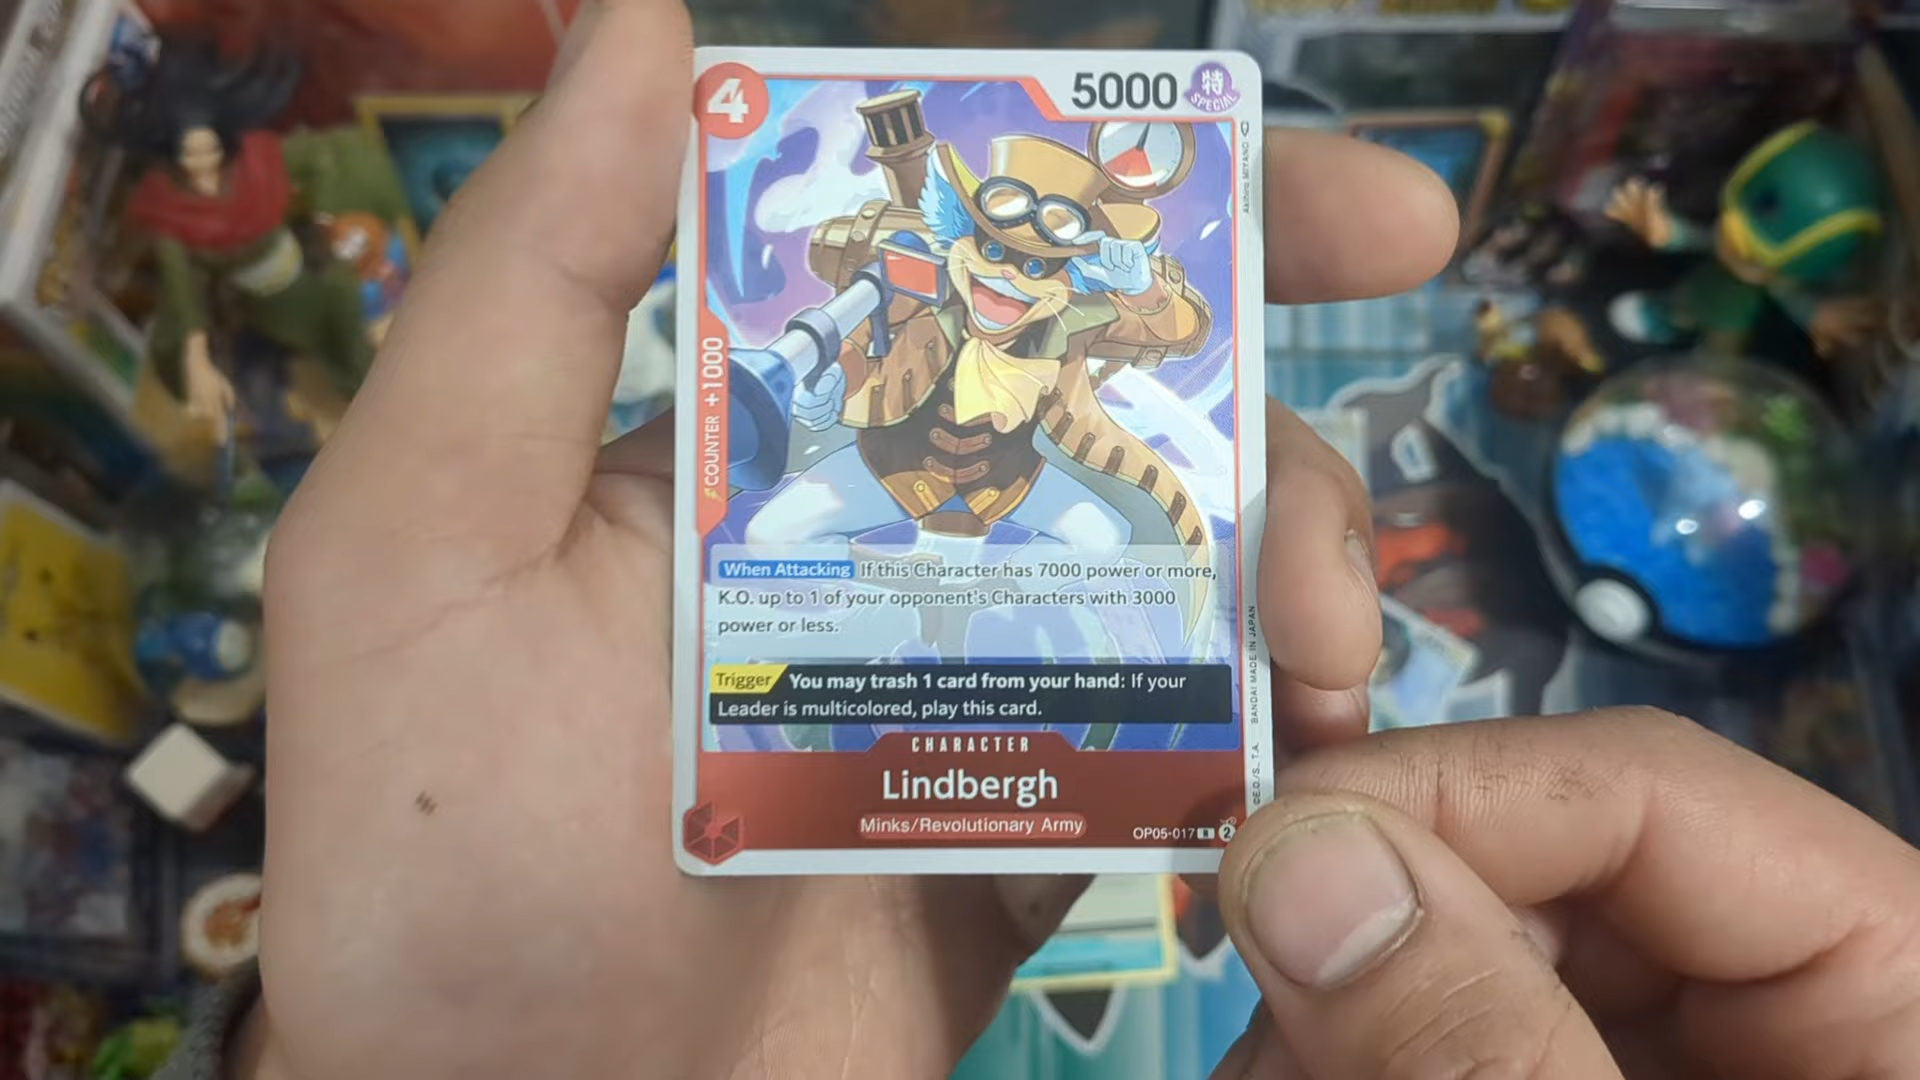 4
5000
特
SPECIAL
Akihiro MIYANO
COUNTER +1000
When Attacking If this Character has 7000 power or more,
K.O. up to 1 of your opponent's Characters with 3000
power or less.
Trigger You may trash 1 card from your hand: If your
Leader is multicolored, play this card.
CHARACTER
Lindbergh
Minks/Revolutionary Army
OP05-017 R 2
©E.O./S., T.A. BANDAI MADE IN JAPAN